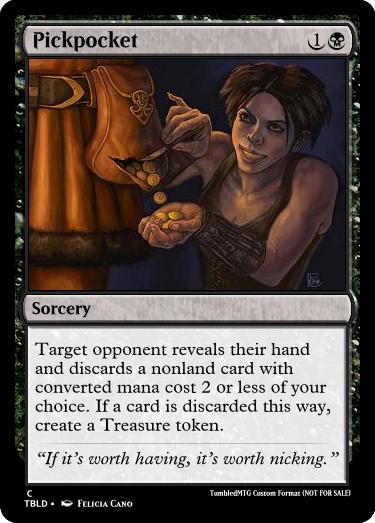 Pickpocket 1
Sorcery
Target opponent reveals their hand
and discards a nonland card with
converted mana cost 2 or less of your
choice. If a card is discarded this way,
create a Treasure token.
"If it's worth having, it's worth nicking."
C
TBLD • Felicia Cano
TumbledMTG Custom Format (NOT FOR SALE)